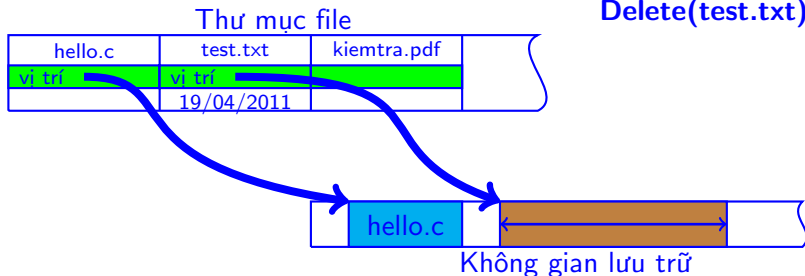 Thư mục file
Delete(test.txt)
hello.c test.txt kiemtra.pdf
vị trí vị trí
19/04/2011
hello.c
Không gian lưu trữ